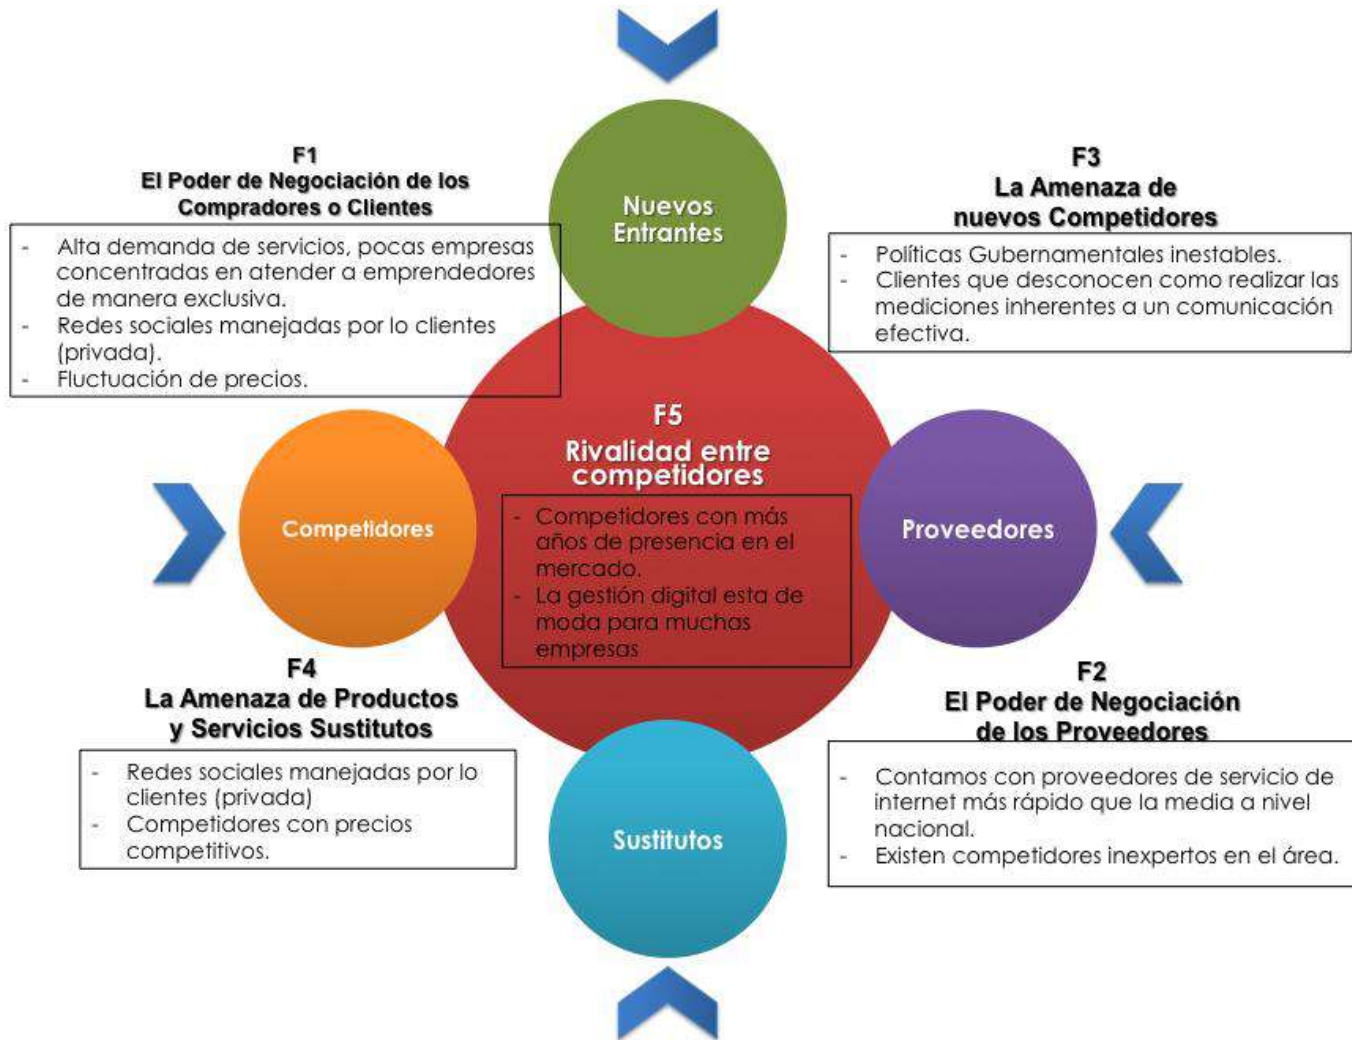 F1
El Poder de Negociación de los
Compradores o Clientes
- Alta demanda de servicios, pocas empresas
concentradas en atender a emprendedores
de manera exclusiva.
- Redes sociales manejadas por lo clientes
(privada).
- Fluctuación de precios.
Nuevos
Entrantes
F3
La Amenaza de
nuevos Competidores
- Políticas Gubernamentales inestables.
- Clientes que desconocen como realizar las
mediciones inherentes a un comunicación
efectiva.
Competidores
F5
Rivalidad entre
competidores
- Competidores con más
años de presencia en el
mercado.
- La gestión digital esta de
moda para muchas
empresas
Proveedores
F4
La Amenaza de Productos
y Servicios Sustitutos
- Redes sociales manejadas por lo
clientes (privada)
- Competidores con precios
competitivos.
Sustitutos
F2
El Poder de Negociación
de los Proveedores
- Contamos con proveedores de servicio de
internet más rápido que la media a nivel
nacional.
- Existen competidores inexpertos en el área.